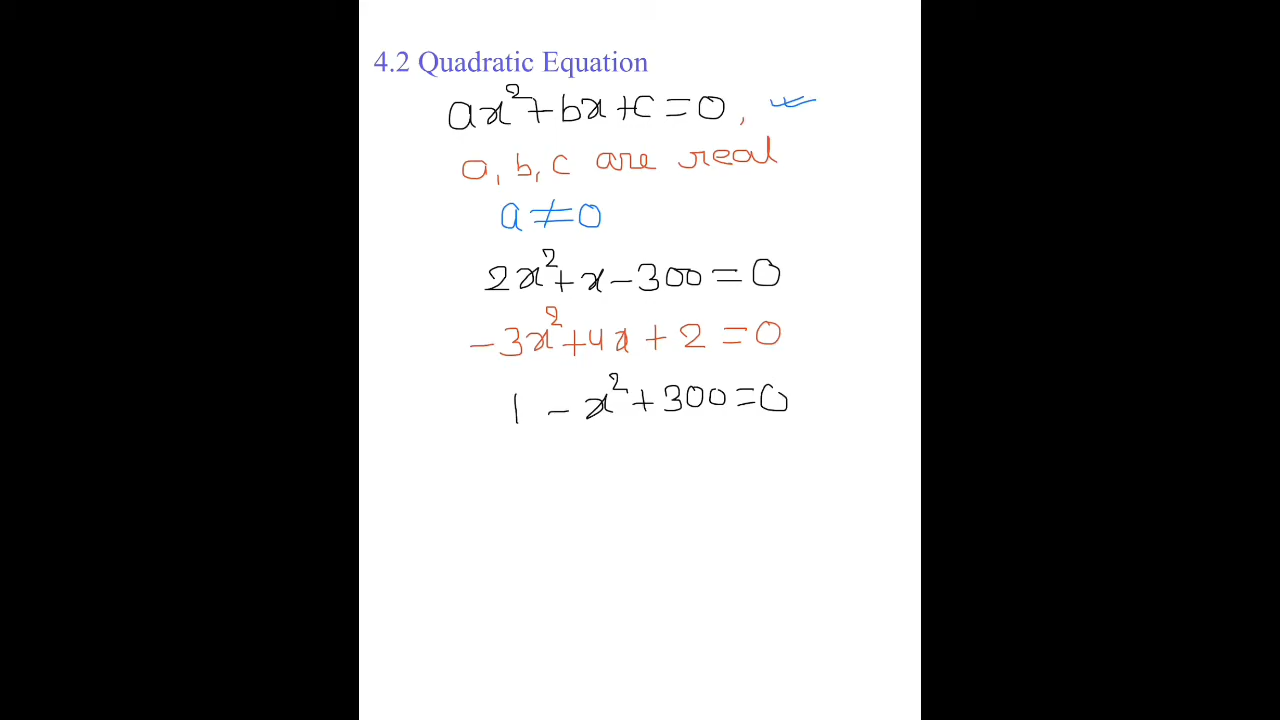 4.2 Quadratic Equation
ax²+bx+c=0,
a, b, c are real
a≠0
2x²+x-300=0
-3x²+4x+2=0
1-x²+300=0